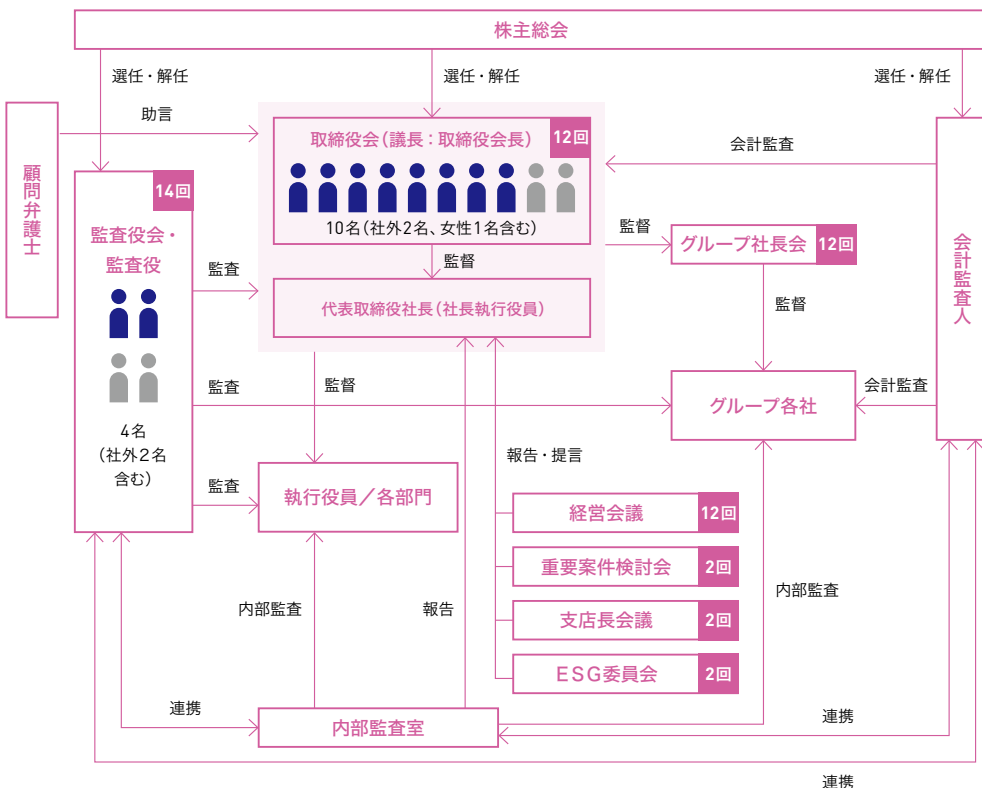 株主総会
選任・解任
選任・解任
選任・解任
助言
顧問弁護士
取締役会(議長：取締役会長)
12回
10名(社外2名、女性1名含む)
会計監査
14回
監査役会・
監査役
4名
(社外2名
含む)
監査
監督
代表取締役社長(社長執行役員)
監督
グループ社長会
12回
監督
会計監査人
監査
監督
グループ各社
会計監査
報告・提言
監査
執行役員／各部門
経営会議
12回
重要案件検討会
2回
支店長会議
2回
ESG委員会
2回
内部監査
報告
内部監査
連携
内部監査室
連携
連携